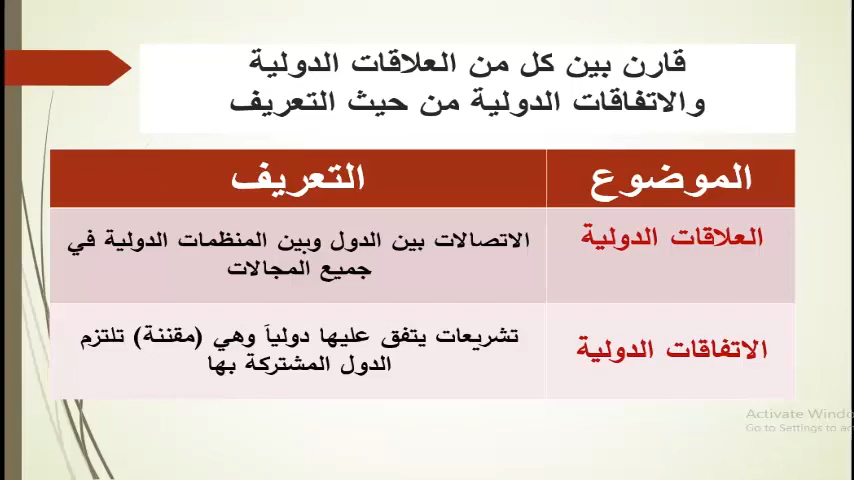 قارن بين كل من العلاقات الدولية
والاتفاقات الدولية من حيث التعريف
الموضوع
التعريف
العلاقات الدولية
الاتصالات بين الدول وبين المنظمات الدولية في
جميع المجالات
الاتفاقات الدولية
تشريعات يتفق عليها دولياً وهي (مقننة) تلتزم
الدول المشتركة بها
Activate Windo
Go to Settings to a